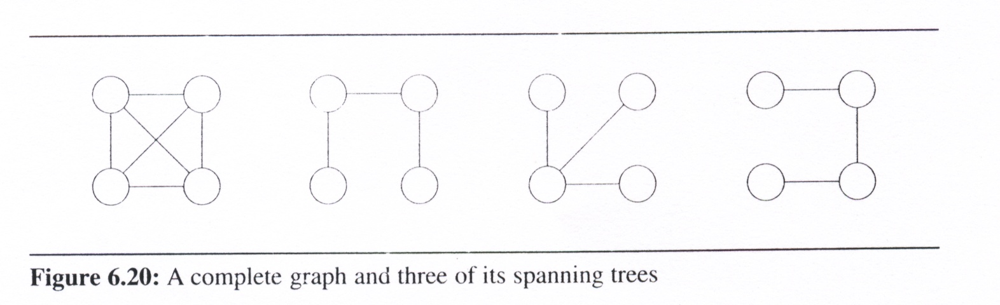 Figure 6.20: A complete graph and three of its spanning trees